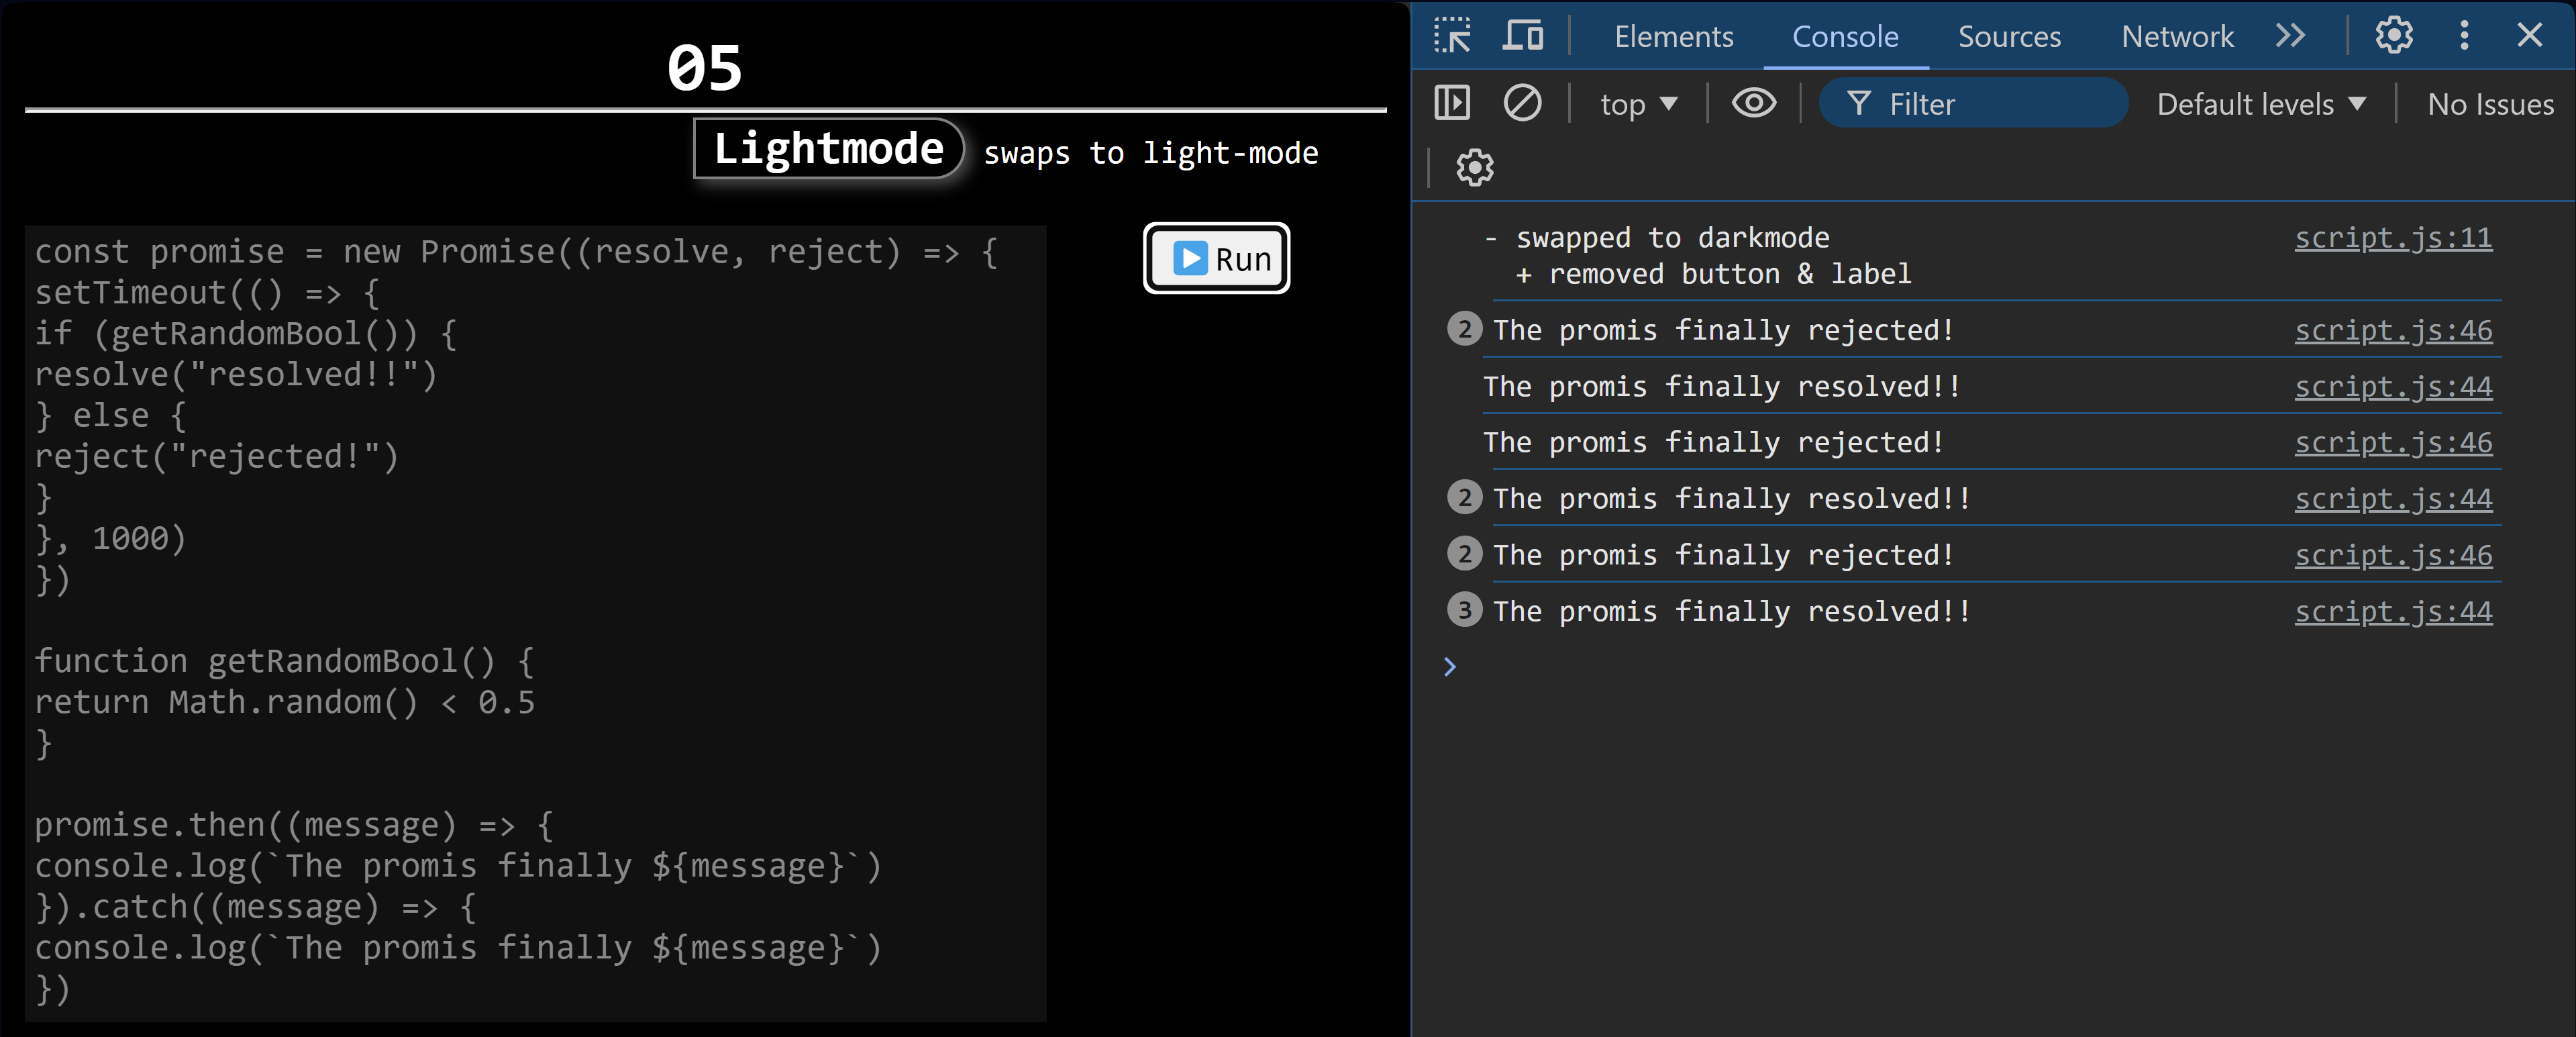 05
Lightmode swaps to light-mode
const promise = new Promise((resolve, reject) => {
setTimeout(() => {
if (getRandomBool()) {
resolve("resolved!!")
} else {
reject("rejected!")
}
}, 1000)
})
function getRandomBool() {
return Math.random() < 0.5
}
promise.then((message) => {
console.log(`The promis finally ${message}`)
}).catch((message) => {
console.log(`The promis finally ${message}`)
})
Run
Elements Console Sources Network
top Filter Default levels No Issues
- swapped to darkmode script.js:11
+ removed button & label
2 The promis finally rejected! script.js:46
The promis finally resolved!! script.js:44
The promis finally rejected! script.js:46
2 The promis finally resolved!! script.js:44
2 The promis finally rejected! script.js:46
3 The promis finally resolved!! script.js:44